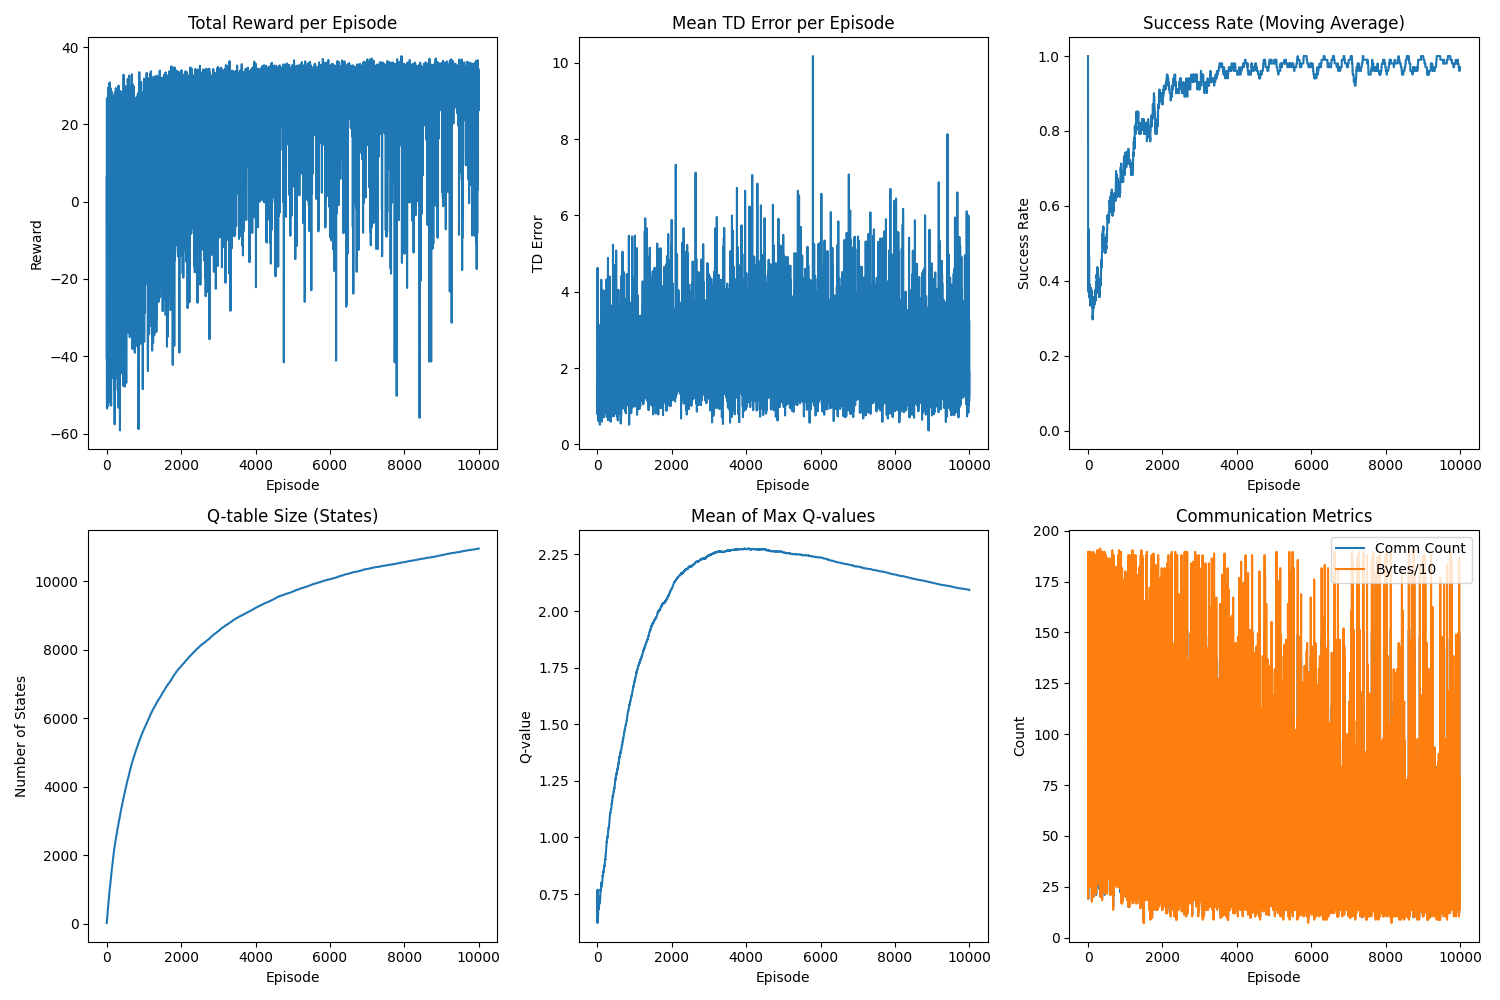 Total Reward per Episode
40
20
0
−20
−40
−60
Reward
0 2000 4000 6000 8000 10000
Episode
Mean TD Error per Episode
10
8
6
4
2
0
TD Error
0 2000 4000 6000 8000 10000
Episode
Success Rate (Moving Average)
1.0
0.8
0.6
0.4
0.2
0.0
Success Rate
0 2000 4000 6000 8000 10000
Episode
Q-table Size (States)
10000
8000
6000
4000
2000
0
Number of States
0 2000 4000 6000 8000 10000
Episode
Mean of Max Q-values
2.25
2.00
1.75
1.50
1.25
1.00
0.75
Q-value
0 2000 4000 6000 8000 10000
Episode
Communication Metrics
200
175
150
125
100
75
50
25
0
Count
Comm Count
Bytes/10
0 2000 4000 6000 8000 10000
Episode